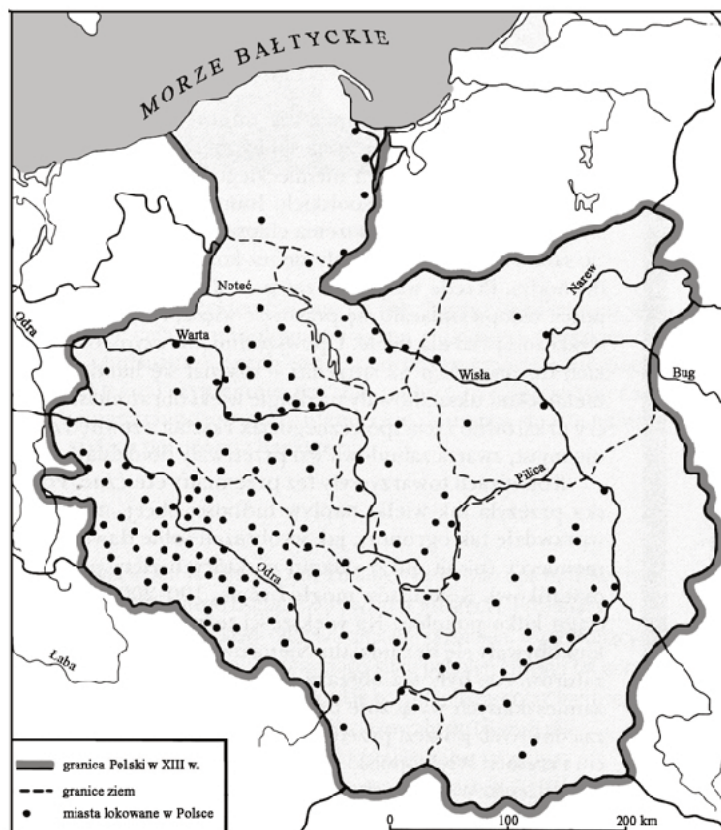 MORZE BAŁTYCKIE
Noteć
Narew
Odra
Warta
Wisła
Bug
Pilica
Odra
Łaba
granica Polski w XIII w.
granice ziem
miasta lokowane w Polsce
0 100 200 km